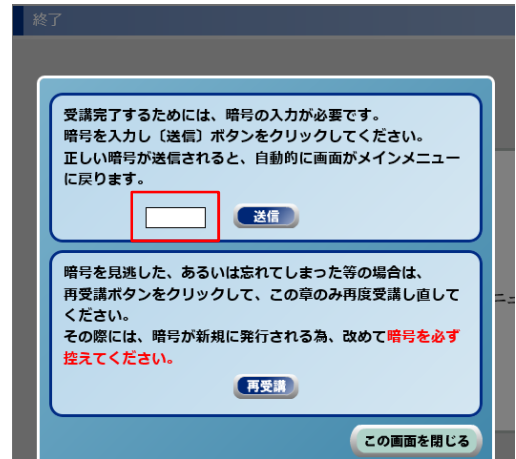 終了
受講完了するためには、暗号の入力が必要です。
暗号を入力し〔送信〕ボタンをクリックしてください。
正しい暗号が送信されると、自動的に画面がメインメニュー
に戻ります。
送信
暗号を見逃した、あるいは忘れてしまった等の場合は、
再受講ボタンをクリックして、この章のみ再度受講し直して
ください。
その際には、暗号が新規に発行される為、改めて暗号を必ず
控えてください。
再受講
この画面を閉じる